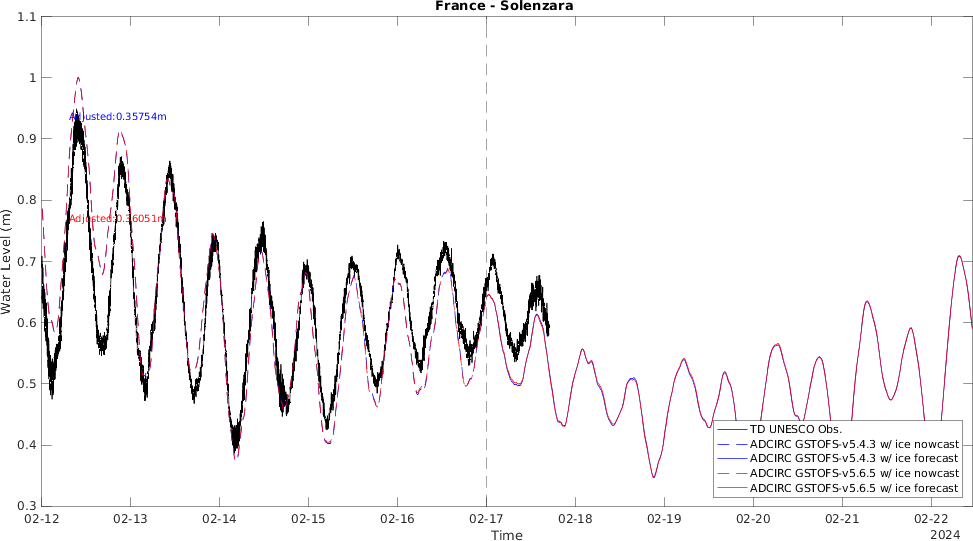 France - Solenzara
1.1
1
0.9
0.8
0.7
0.6
0.5
0.4
0.3
Water Level (m)
Adjusted:0.35754m
Adjusted:0.36051m
TD UNESCO Obs.
ADCIRC GSTOFS-v5.4.3 w/ ice nowcast
ADCIRC GSTOFS-v5.4.3 w/ ice forecast
ADCIRC GSTOFS-v5.6.5 w/ ice nowcast
ADCIRC GSTOFS-v5.6.5 w/ ice forecast
02-12 02-13 02-14 02-15 02-16 02-17 02-18 02-19 02-20 02-21 02-22
Time
2024